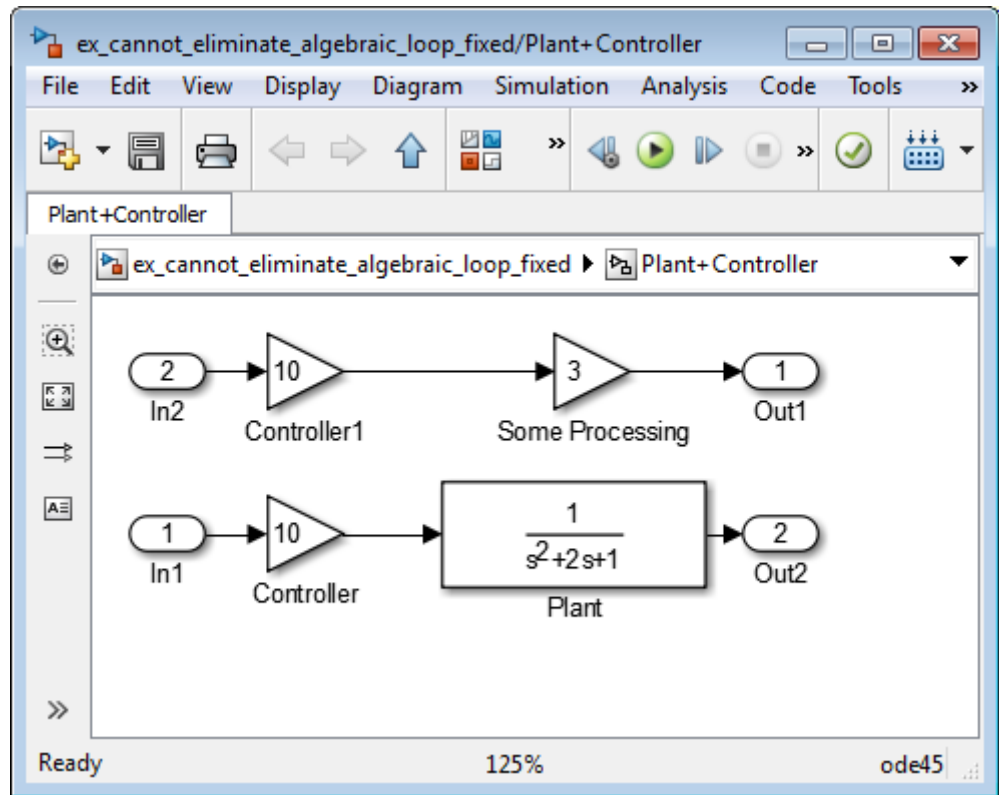 ex_cannot_eliminate_algebraic_loop_fixed/Plant+Controller
File Edit View Display Diagram Simulation Analysis Code Tools »
» »
Plant+Controller
ex_cannot_eliminate_algebraic_loop_fixed Plant+Controller
2 10 3 1
In2 Controller1 Some Processing Out1
1
1 10 s²+2s+1 2
In1 Controller Plant Out2
A
»
Ready 125% ode45